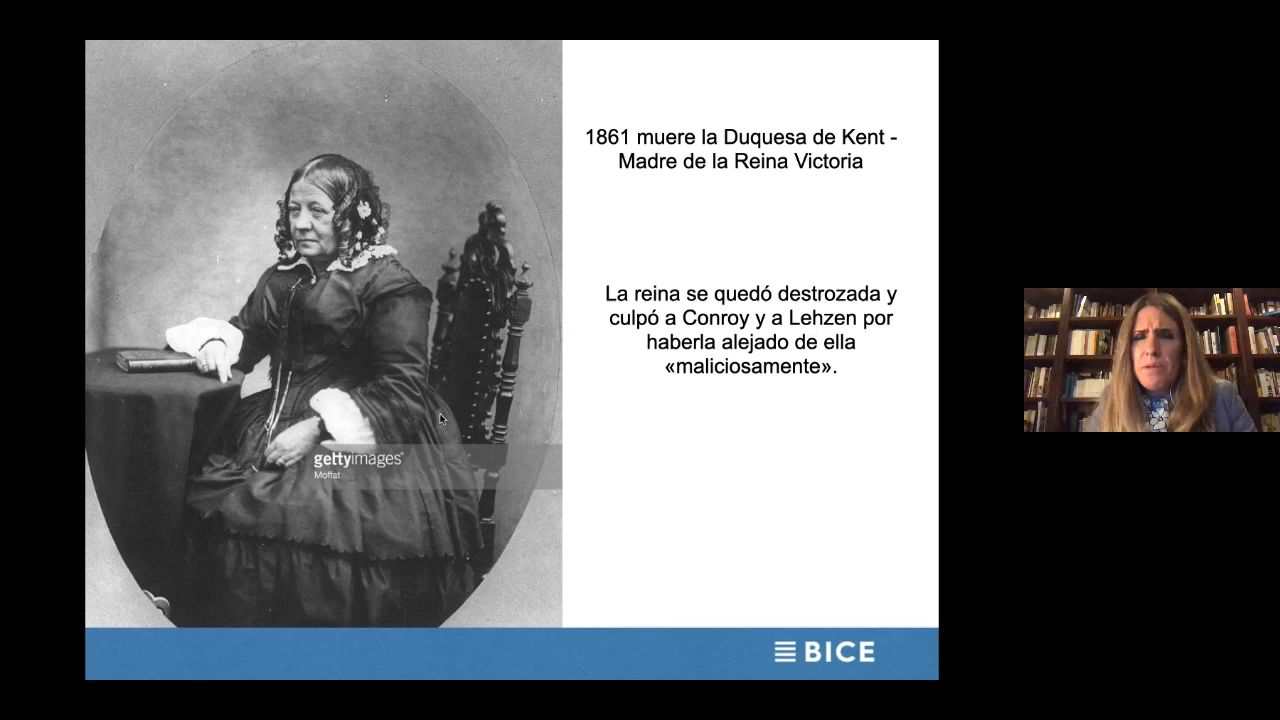 1861 muere la Duquesa de Kent -
Madre de la Reina Victoria
La reina se quedó destrozada y
culpó a Conroy y a Lehzen por
haberla alejado de ella
«maliciosamente».
gettyimages®
Moffat
BICE